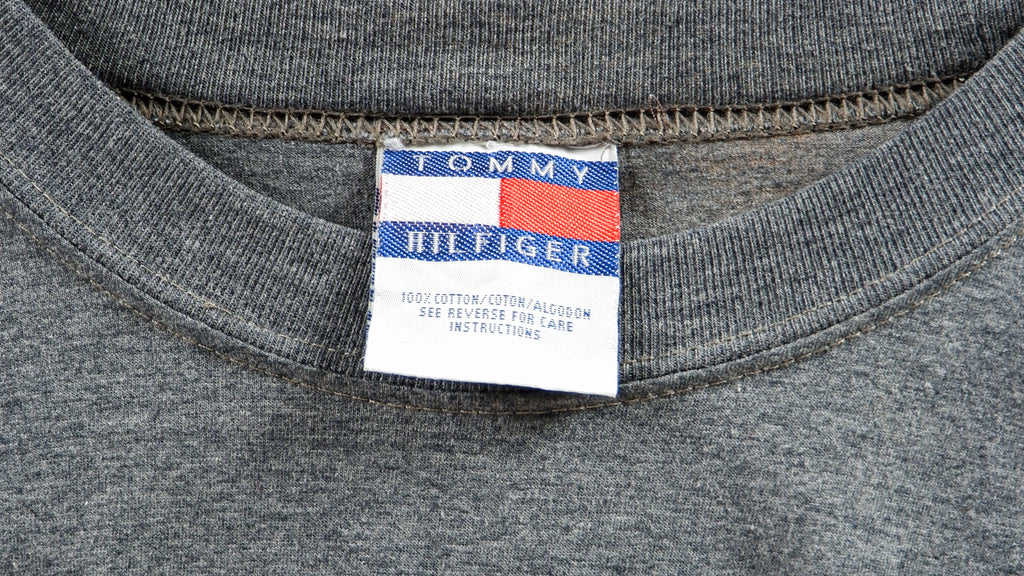 TOMMY
HILFIGER
100% COTTON/COTON/ALGODON
SEE REVERSE FOR CARE
INSTRUCTIONS